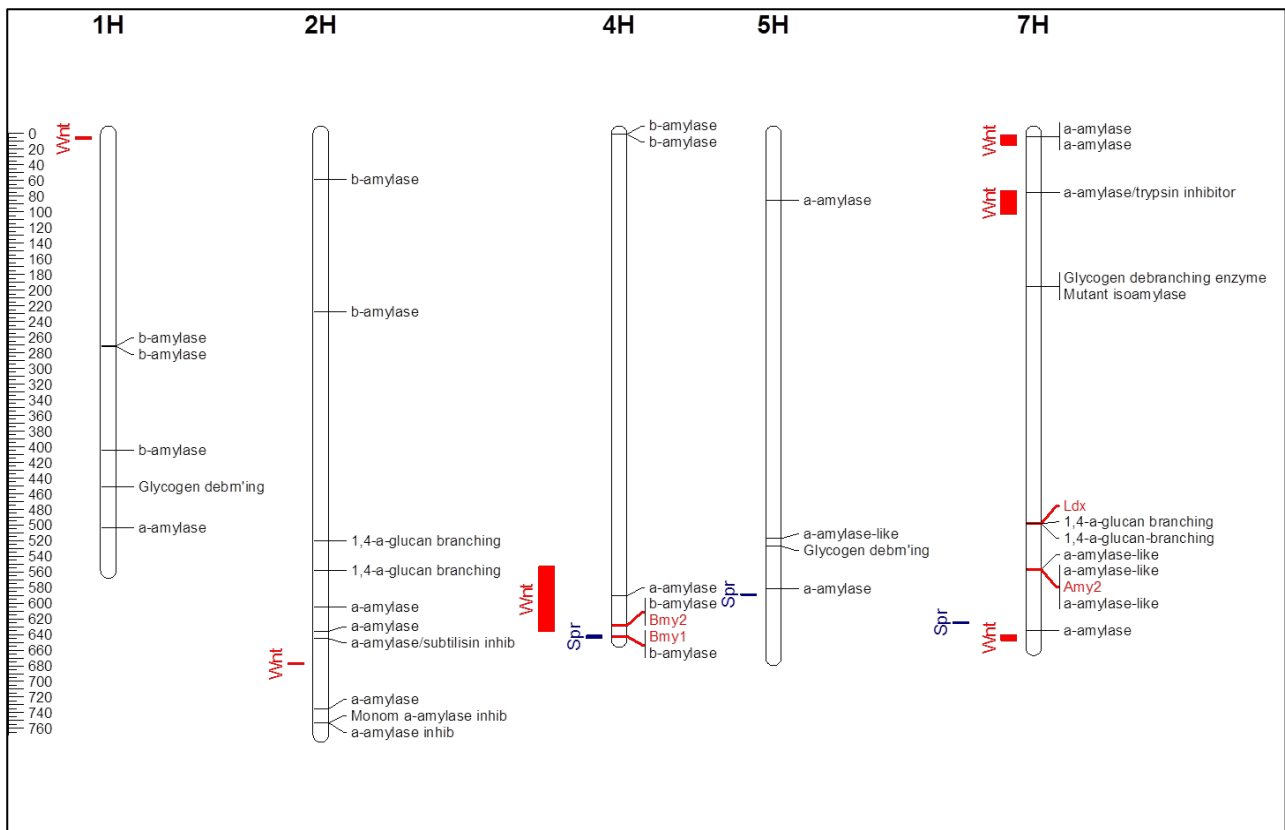 1H
2H
4H
5H
7H
0
20
40
60
80
100
120
140
160
180
200
220
240
260
280
300
320
340
360
380
400
420
440
460
480
500
520
540
560
580
600
620
640
660
680
700
720
740
760
Wnt
b-amylase
b-amylase
b-amylase
Glycogen debrn'ing
a-amylase
Wnt
b-amylase
b-amylase
1,4-a-glucan branching
1,4-a-glucan branching
a-amylase
a-amylase
a-amylase/subtilisin inhib
a-amylase
Monom a-amylase inhib
a-amylase inhib
Wnt
Spr
b-amylase
b-amylase
a-amylase
b-amylase
Bmy2
Bmy1
b-amylase
Spr
a-amylase
a-amylase-like
Glycogen debrn'ing
a-amylase
Wnt
Wnt
Spr
Wnt
a-amylase
a-amylase
a-amylase/trypsin inhibitor
Glycogen debranching enzyme
Mutant isoamylase
Ldx
1,4-a-glucan branching
1,4-a-glucan-branching
a-amylase-like
a-amylase-like
Amy2
a-amylase-like
a-amylase